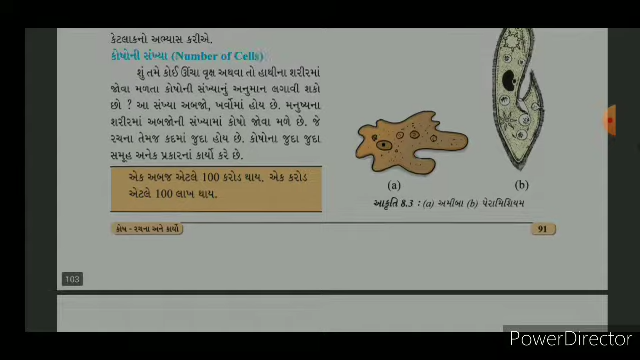 કેટલાકનો અભ્યાસ કરીએ.
કોષોની સંખ્યા (Number of Cells)
શું તમે કોઈ ઊંચા વૃક્ષ અથવા તો હાથીના શરીરમાં
જોવા મળતા કોષોની સંખ્યાનું અનુમાન લગાવી શકો
છો ? આ સંખ્યા અબજો, ખર્વોમાં હોય છે. મનુષ્યના
શરીરમાં અબજોની સંખ્યામાં કોષો જોવા મળે છે. જે
રચના તેમજ કદમાં જુદા હોય છે. કોષોના જુદા જુદા
સમૂહ અનેક પ્રકારનાં કાર્યો કરે છે.
એક અબજ એટલે 100 કરોડ થાય. એક કરોડ
એટલે 100 લાખ થાય.
(a)
(b)
આકૃતિ 8.3 : (a) અમીબા (b) પેરામિશિયમ
કોષ - રચના અને કાર્યો
91
103
PowerDirector